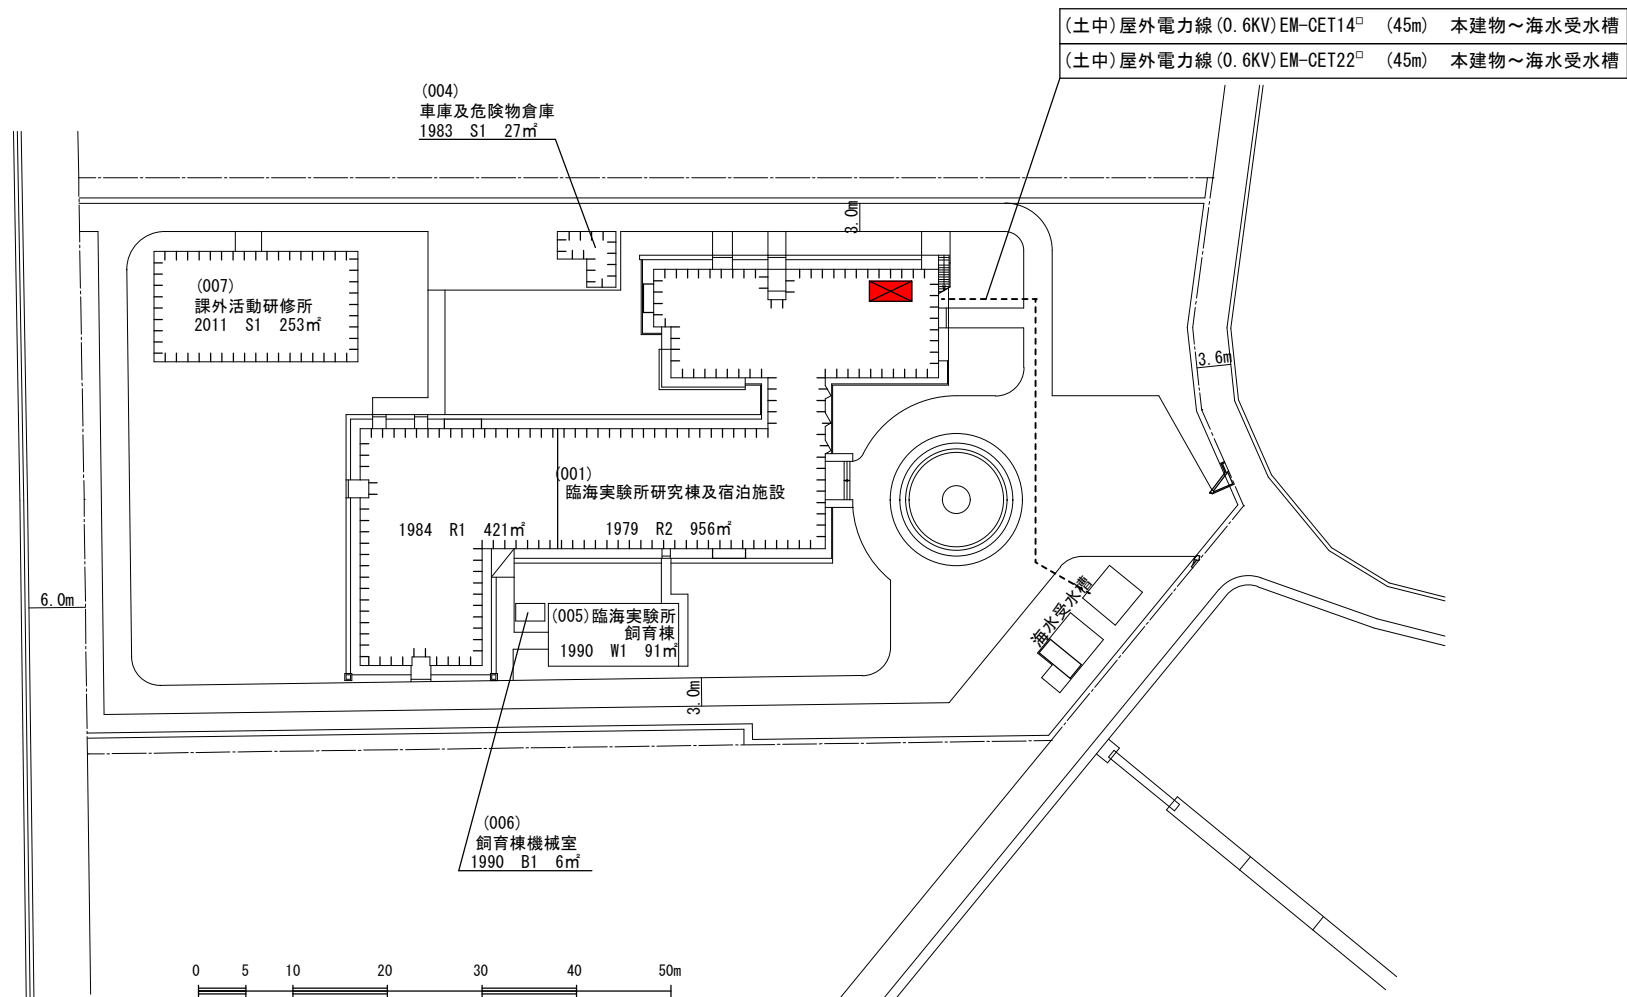 (土中)屋外電力線(0.6KV)EM-CET14□ (45m) 本建物~海水受水槽
(土中)屋外電力線(0.6KV)EM-CET22□ (45m) 本建物~海水受水槽
(004)
車庫及危険物倉庫
1983 S1 27㎡
3.0m
(007)
課外活動研修所
2011 S1 253㎡
3.6m
(001)
臨海実験所研究棟及宿泊施設
1984 R1 421㎡
1979 R2 956㎡
6.0m
(005)臨海実験所
飼育棟
1990 W1 91㎡
海水受水槽
3.0m
(006)
飼育棟機械室
1990 B1 6㎡
0 5 10 20 30 40 50m